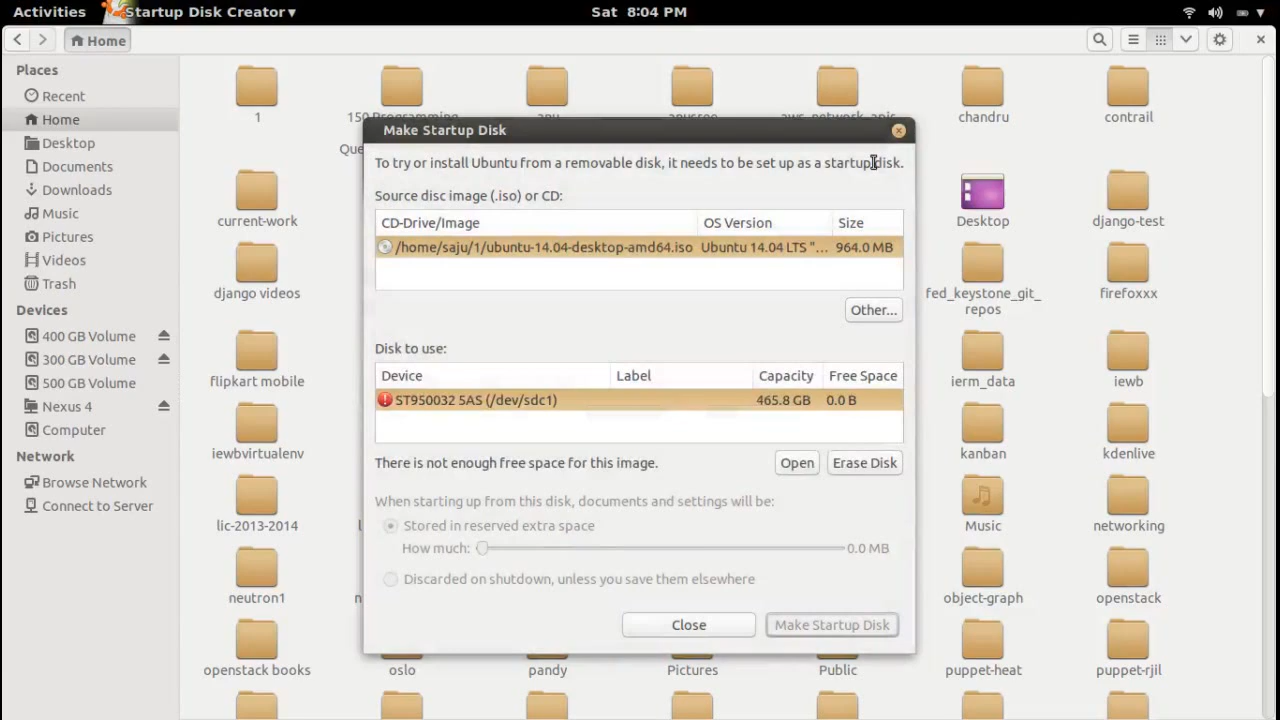 Activities Startup Disk Creator ▾ Sat 8:04 PM
Home
Places
Recent
Home
Desktop
Documents
Downloads
Music
Pictures
Videos
Trash
Devices
400 GB Volume
300 GB Volume
500 GB Volume
Nexus 4
Computer
Network
Browse Network
Connect to Server
1 150 Programming chandru contrail
current-work Desktop django-test
django videos fed_keystone_git_ firefoxxx
repos
flipkart mobile ierm_data iewb
iewbvirtualenv kanban kdenlive
lic-2013-2014 Music networking
neutron1 object-graph openstack
openstack books oslo pandy Pictures Public puppet-heat puppet-rjil
Make Startup Disk
To try or install Ubuntu from a removable disk, it needs to be set up as a startup disk.
Source disc image (.iso) or CD:
CD-Drive/Image OS Version Size
/home/saju/1/ubuntu-14.04-desktop-amd64.iso Ubuntu 14.04 LTS "... 964.0 MB
Other...
Disk to use:
Device Label Capacity Free Space
ST950032 5AS (/dev/sdc1) 465.8 GB 0.0 B
There is not enough free space for this image. Open Erase Disk
When starting up from this disk, documents and settings will be:
Stored in reserved extra space
How much: 0.0 MB
Discarded on shutdown, unless you save them elsewhere
Close Make Startup Disk